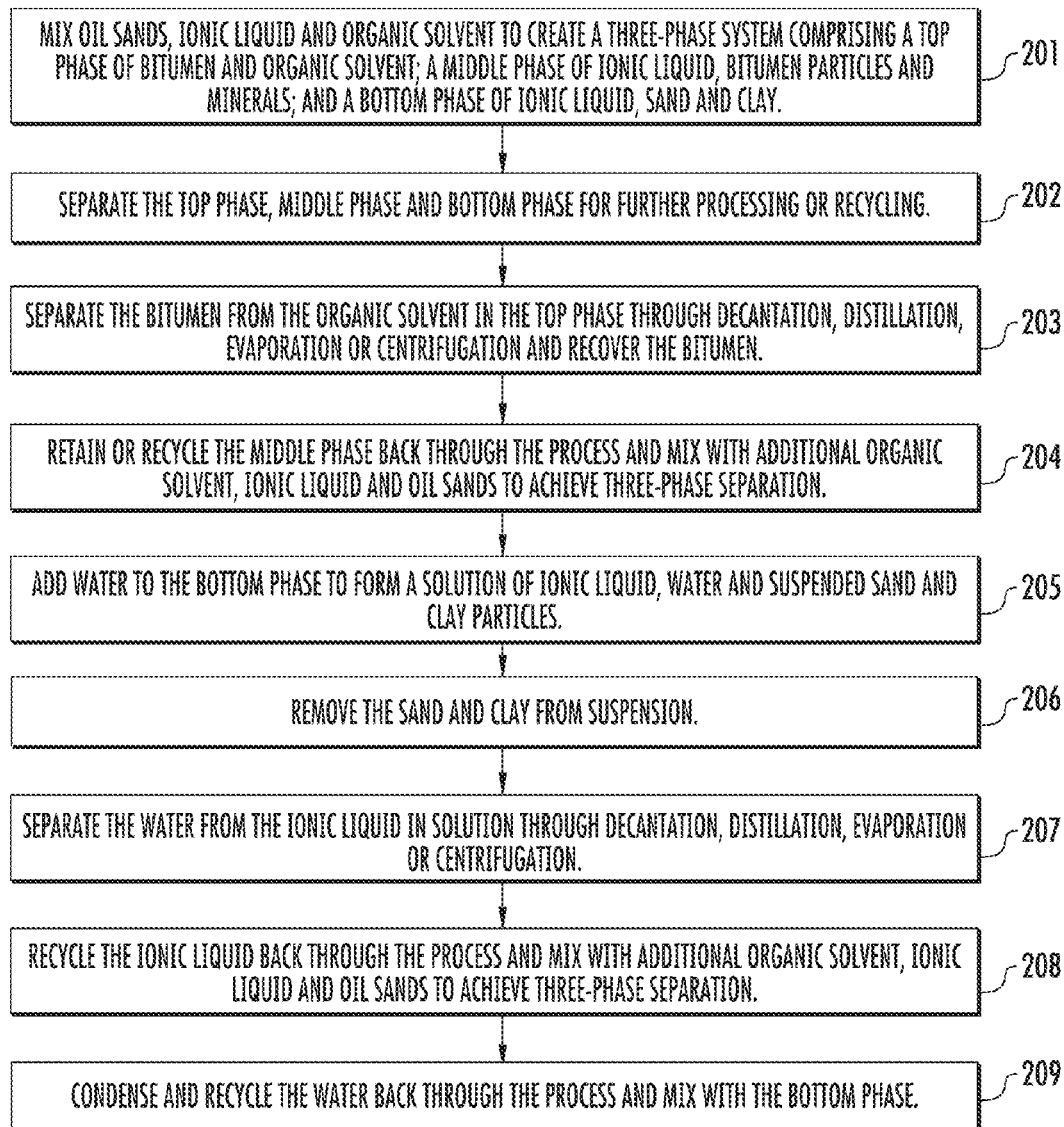 MIX OIL SANDS, IONIC LIQUID AND ORGANIC SOLVENT TO CREATE A THREE-PHASE SYSTEM COMPRISING A TOP
PHASE OF BITUMEN AND ORGANIC SOLVENT; A MIDDLE PHASE OF IONIC LIQUID, BITUMEN PARTICLES AND
MINERALS; AND A BOTTOM PHASE OF IONIC LIQUID, SAND AND CLAY.
201
SEPARATE THE TOP PHASE, MIDDLE PHASE AND BOTTOM PHASE FOR FURTHER PROCESSING OR RECYCLING.
202
SEPARATE THE BITUMEN FROM THE ORGANIC SOLVENT IN THE TOP PHASE THROUGH DECANTATION, DISTILLATION,
EVAPORATION OR CENTRIFUGATION AND RECOVER THE BITUMEN.
203
RETAIN OR RECYCLE THE MIDDLE PHASE BACK THROUGH THE PROCESS AND MIX WITH ADDITIONAL ORGANIC
SOLVENT, IONIC LIQUID AND OIL SANDS TO ACHIEVE THREE-PHASE SEPARATION.
204
ADD WATER TO THE BOTTOM PHASE TO FORM A SOLUTION OF IONIC LIQUID, WATER AND SUSPENDED SAND AND
CLAY PARTICLES.
205
REMOVE THE SAND AND CLAY FROM SUSPENSION.
206
SEPARATE THE WATER FROM THE IONIC LIQUID IN SOLUTION THROUGH DECANTATION, DISTILLATION, EVAPORATION
OR CENTRIFUGATION.
207
RECYCLE THE IONIC LIQUID BACK THROUGH THE PROCESS AND MIX WITH ADDITIONAL ORGANIC SOLVENT, IONIC
LIQUID AND OIL SANDS TO ACHIEVE THREE-PHASE SEPARATION.
208
CONDENSE AND RECYCLE THE WATER BACK THROUGH THE PROCESS AND MIX WITH THE BOTTOM PHASE.
209